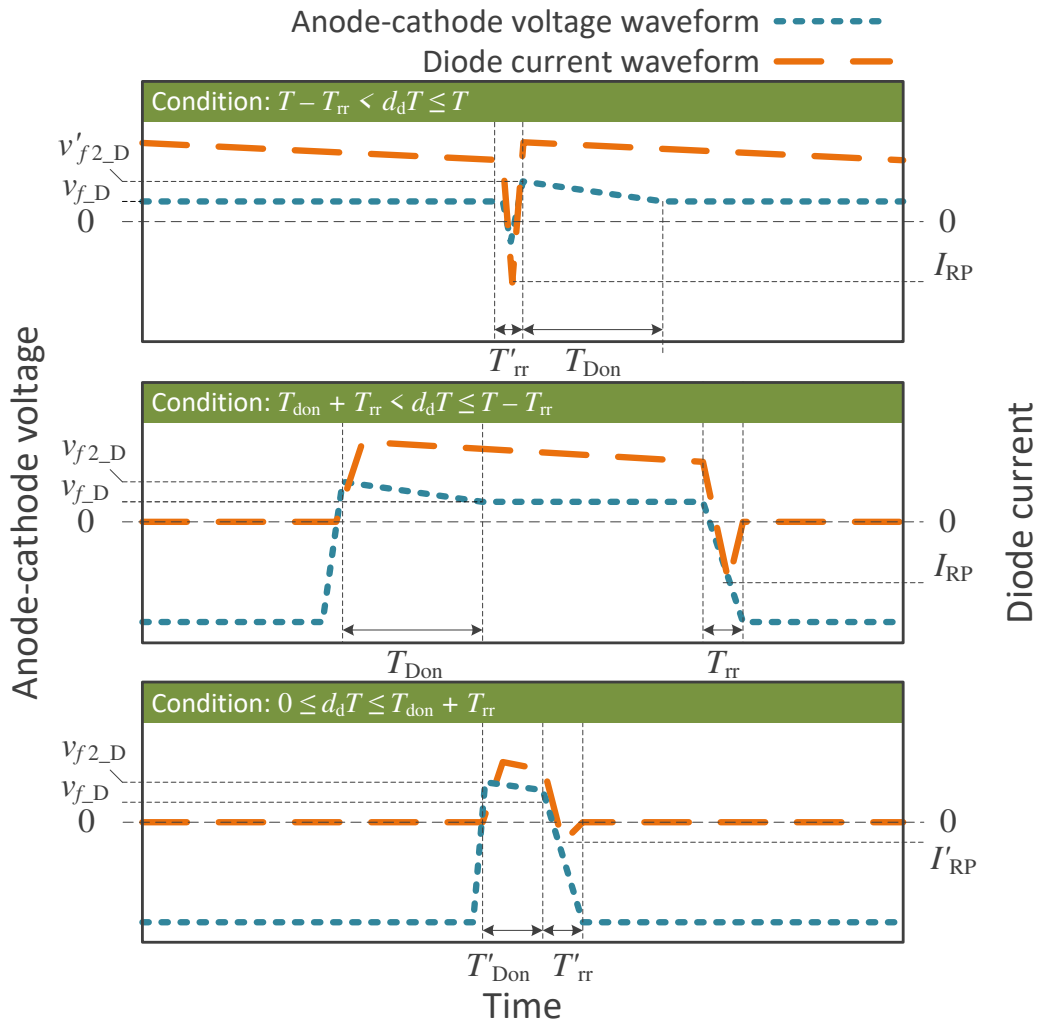 Anode-cathode voltage waveform
Diode current waveform
Condition: T – Trr < ddT ≤ T
v'f2_D
vf_D
0
0
IRP
T'rr
TDon
Anode-cathode voltage
Diode current
Condition: Tdon + Trr < ddT ≤ T – Trr
vf2_D
vf_D
0
0
IRP
TDon
Trr
Condition: 0 ≤ ddT ≤ Tdon + Trr
vf2_D
vf_D
0
0
I'RP
T'Don
T'rr
Time